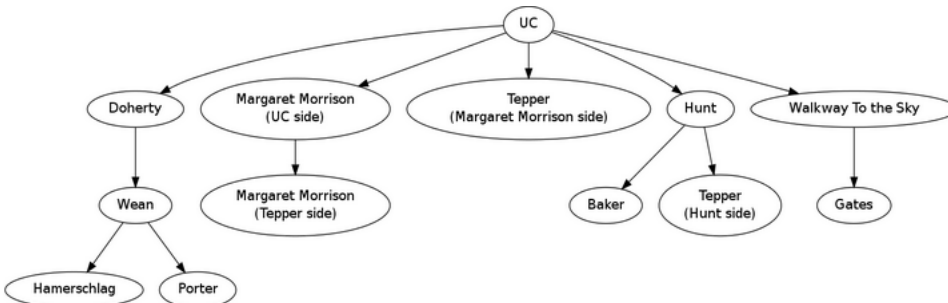 UC
Doherty
Margaret Morrison
(UC side)
Tepper
(Margaret Morrison side)
Hunt
Walkway To the Sky
Wean
Margaret Morrison
(Tepper side)
Baker
Tepper
(Hunt side)
Gates
Hamerschlag
Porter